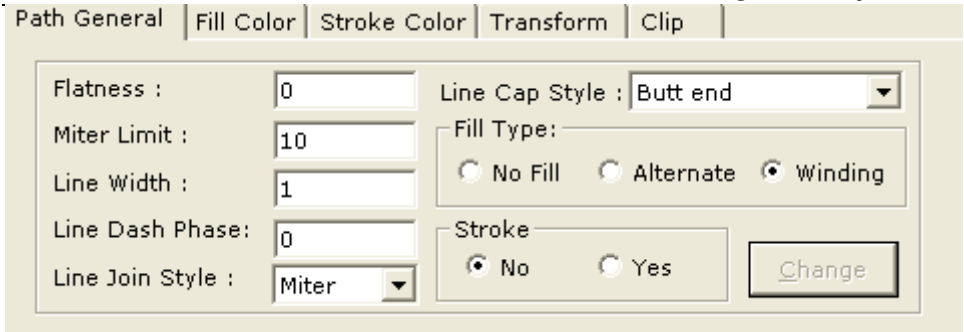 Path General Fill Color Stroke Color Transform Clip
Flatness : 0 Line Cap Style : Butt end
Miter Limit : 10 Fill Type:
No Fill Alternate Winding
Line Width : 1
Line Dash Phase: 0 Stroke
No Yes Change
Line Join Style : Miter